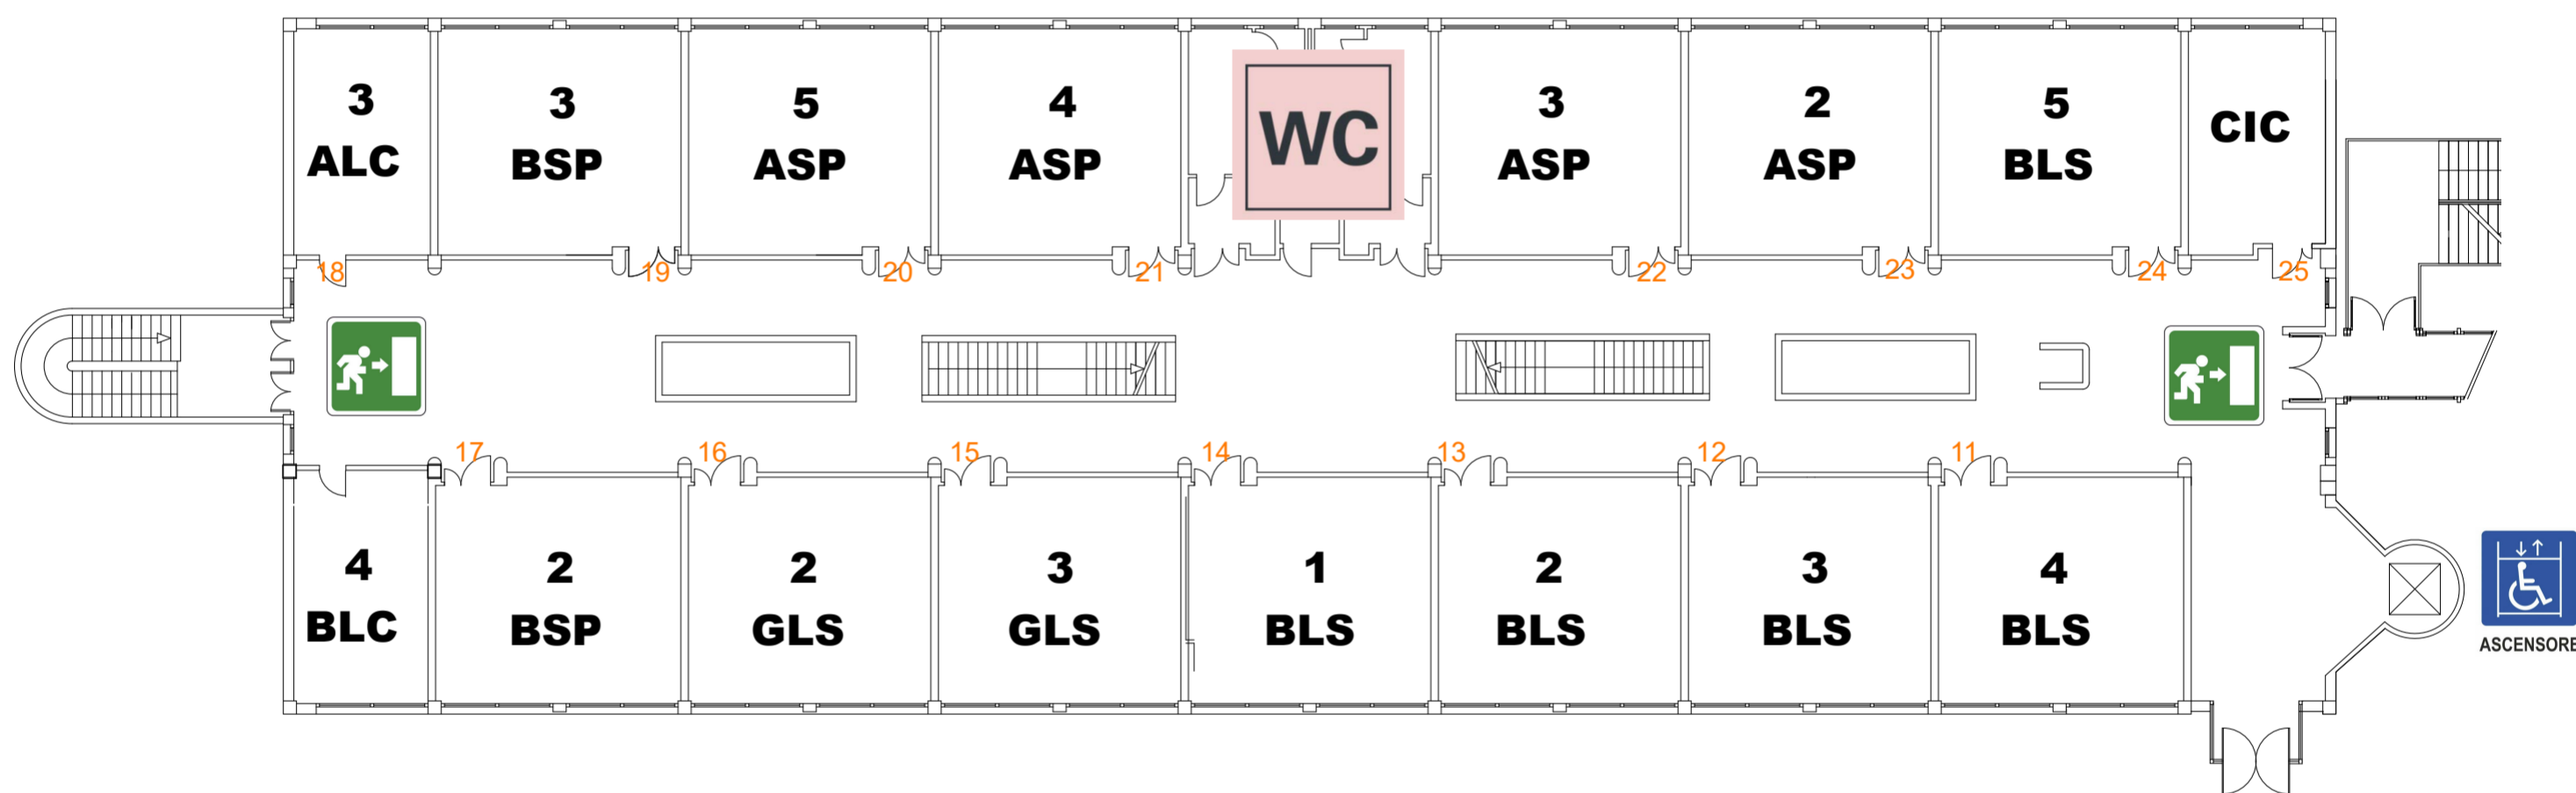 3 3 5 4 WC 3 2 5 CIC
ALC BSP ASP ASP ASP ASP BLS
18 19 20 21 22 23 24 25
17 16 15 14 13 12 11
4 2 2 3 1 2 3 4
BLC BSP GLS GLS BLS BLS BLS BLS
ASCENSORE